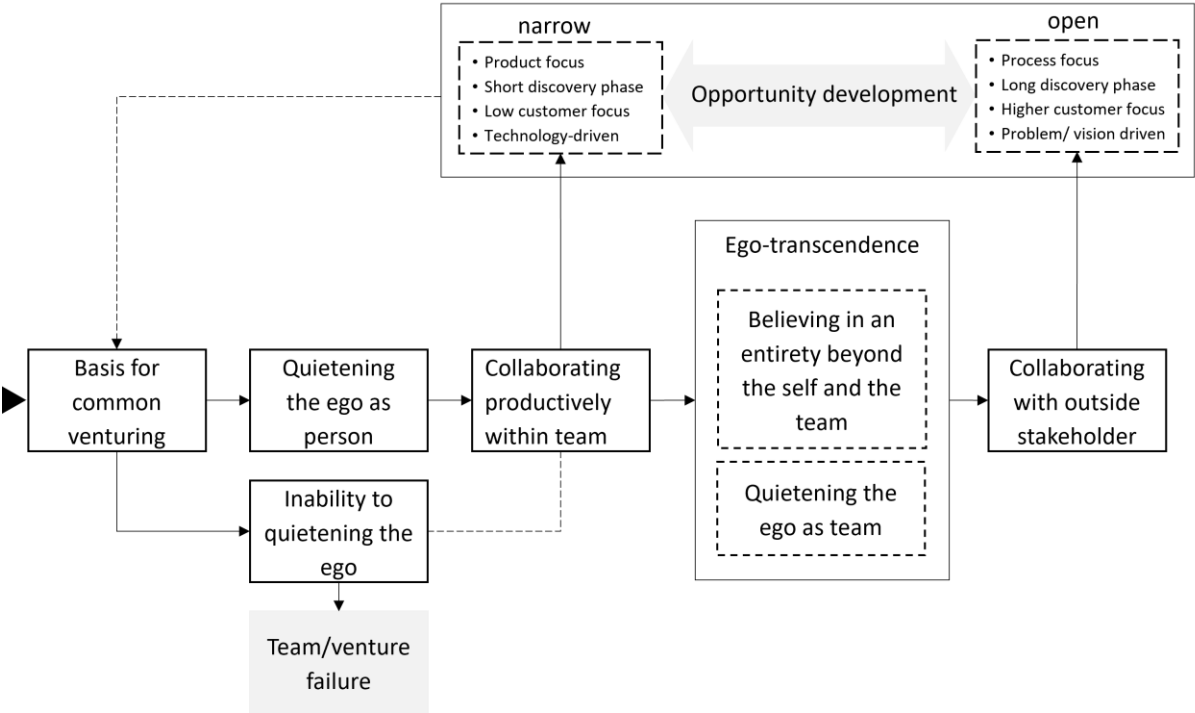 narrow
• Product focus
• Short discovery phase
• Low customer focus
• Technology-driven
Opportunity development
open
• Process focus
• Long discovery phase
• Higher customer focus
• Problem/ vision driven
Basis for
common
venturing
Quietening
the ego as
person
Collaborating
productively
within team
Ego-transcendence
Believing in an
entirety beyond
the self and the
team
Quietening the
ego as team
Collaborating
with outside
stakeholder
Inability to
quietening the
ego
Team/venture
failure